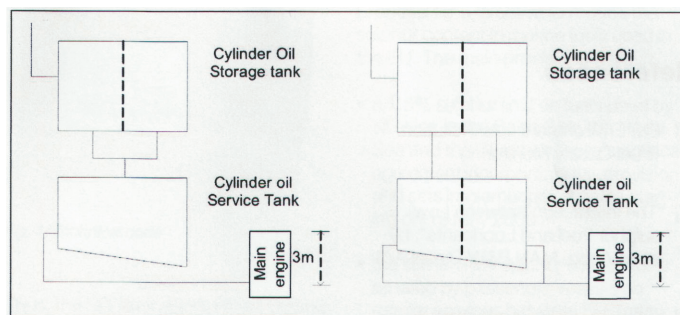 Cylinder Oil
Storage tank
Cylinder oil
Service Tank
Main
engine
3m
Cylinder Oil
Storage tank
Cylinder oil
Service Tank
Main
engine
3m